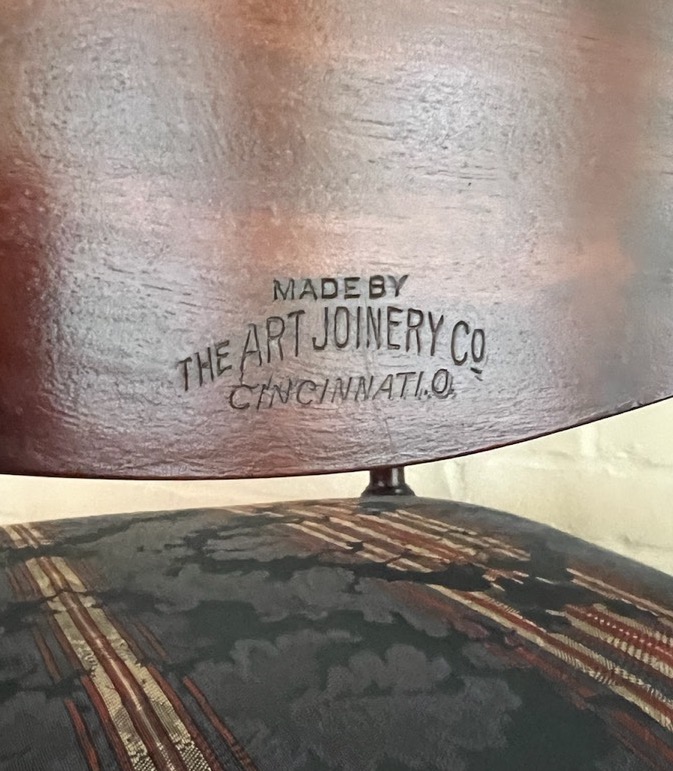 MADE BY
THE ART JOINERY CO
CINCINNATI.O.